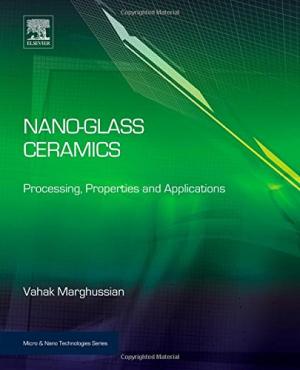 ELSEVIER
NANO-GLASS
CERAMICS
Processing, Properties and Applications
Vahak Marghussian
Micro & Nano Technologies Series